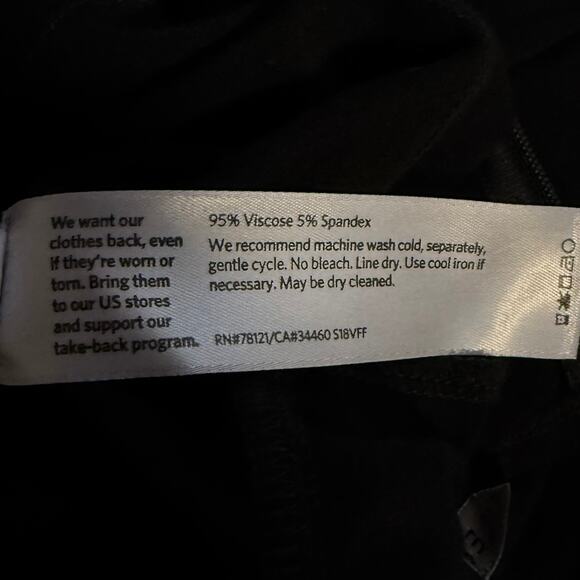 We want our
clothes back, even
if they're worn or
torn. Bring them
to our US stores
and support our
take-back program.
95% Viscose 5% Spandex
We recommend machine wash cold, separately,
gentle cycle. No bleach. Line dry. Use cool iron if
necessary. May be dry cleaned.
RN#78121/CA#34460 S18VFF